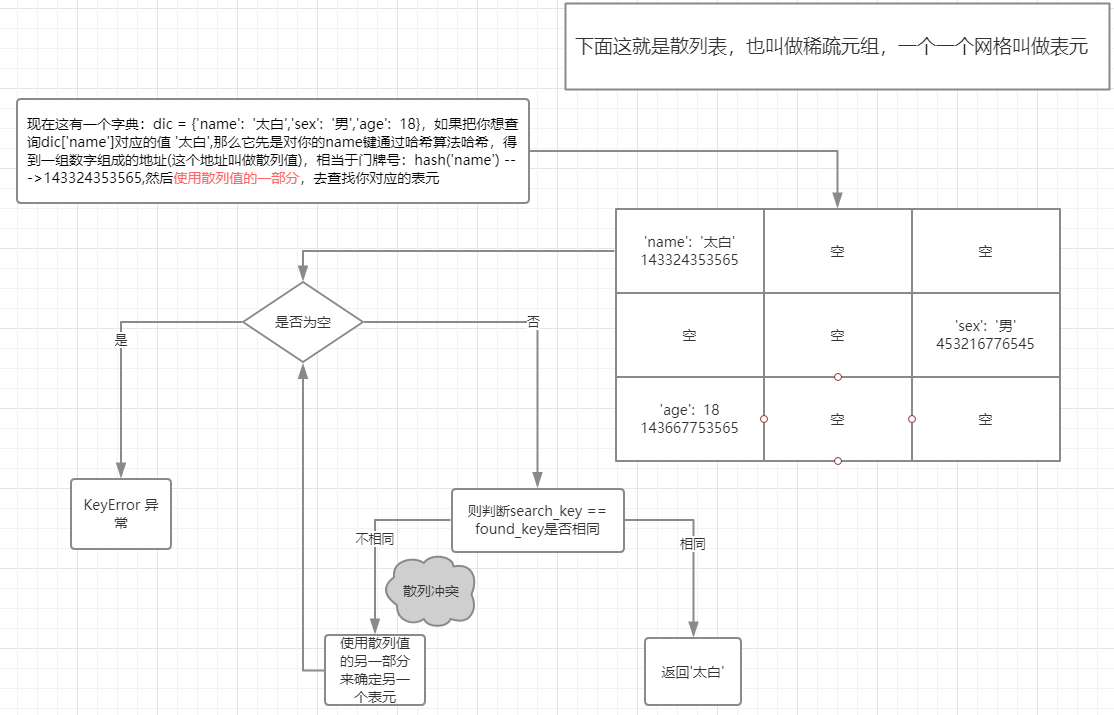 下面这就是散列表，也叫做稀疏元组，一个一个网格叫做表元
现在这有一个字典：dic = {'name'：'太白','sex'：'男','age'：18}，如果把你想查
询dic['name']对应的值 '太白',那么它先是对你的name键通过哈希算法哈希，得
到一组数字组成的地址(这个地址叫做散列值)，相当于门牌号：hash('name') ---
->143324353565,然后使用散列值的一部分，去查找你对应的表元
'name'：'太白'
143324353565
空
空
空
空
'sex'：'男'
453216776545
'age'：18
143667753565
空
空
是否为空
是
否
KeyError 异
常
则判断search_key ==
found_key是否相同
不相同
相同
散列冲突
使用散列值
的另一部分
来确定另一
个表元
返回'太白'